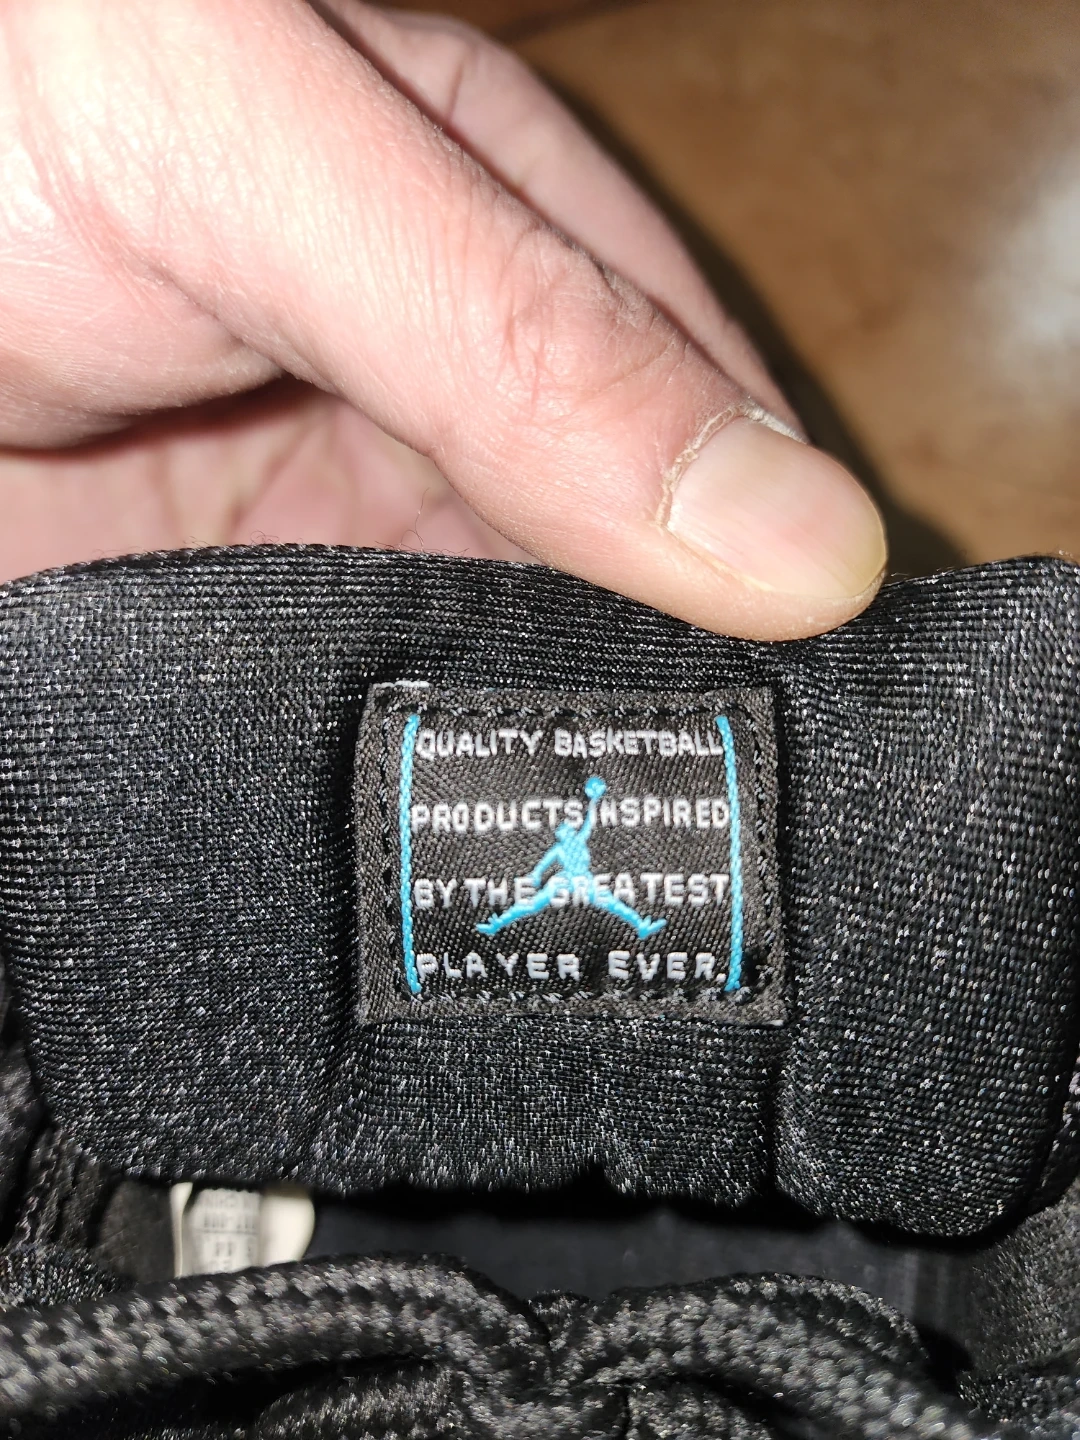 QUALITY BASKETBALL
PRODUCTS INSPIRED
BY THE GREATEST
PLAYER EVER.